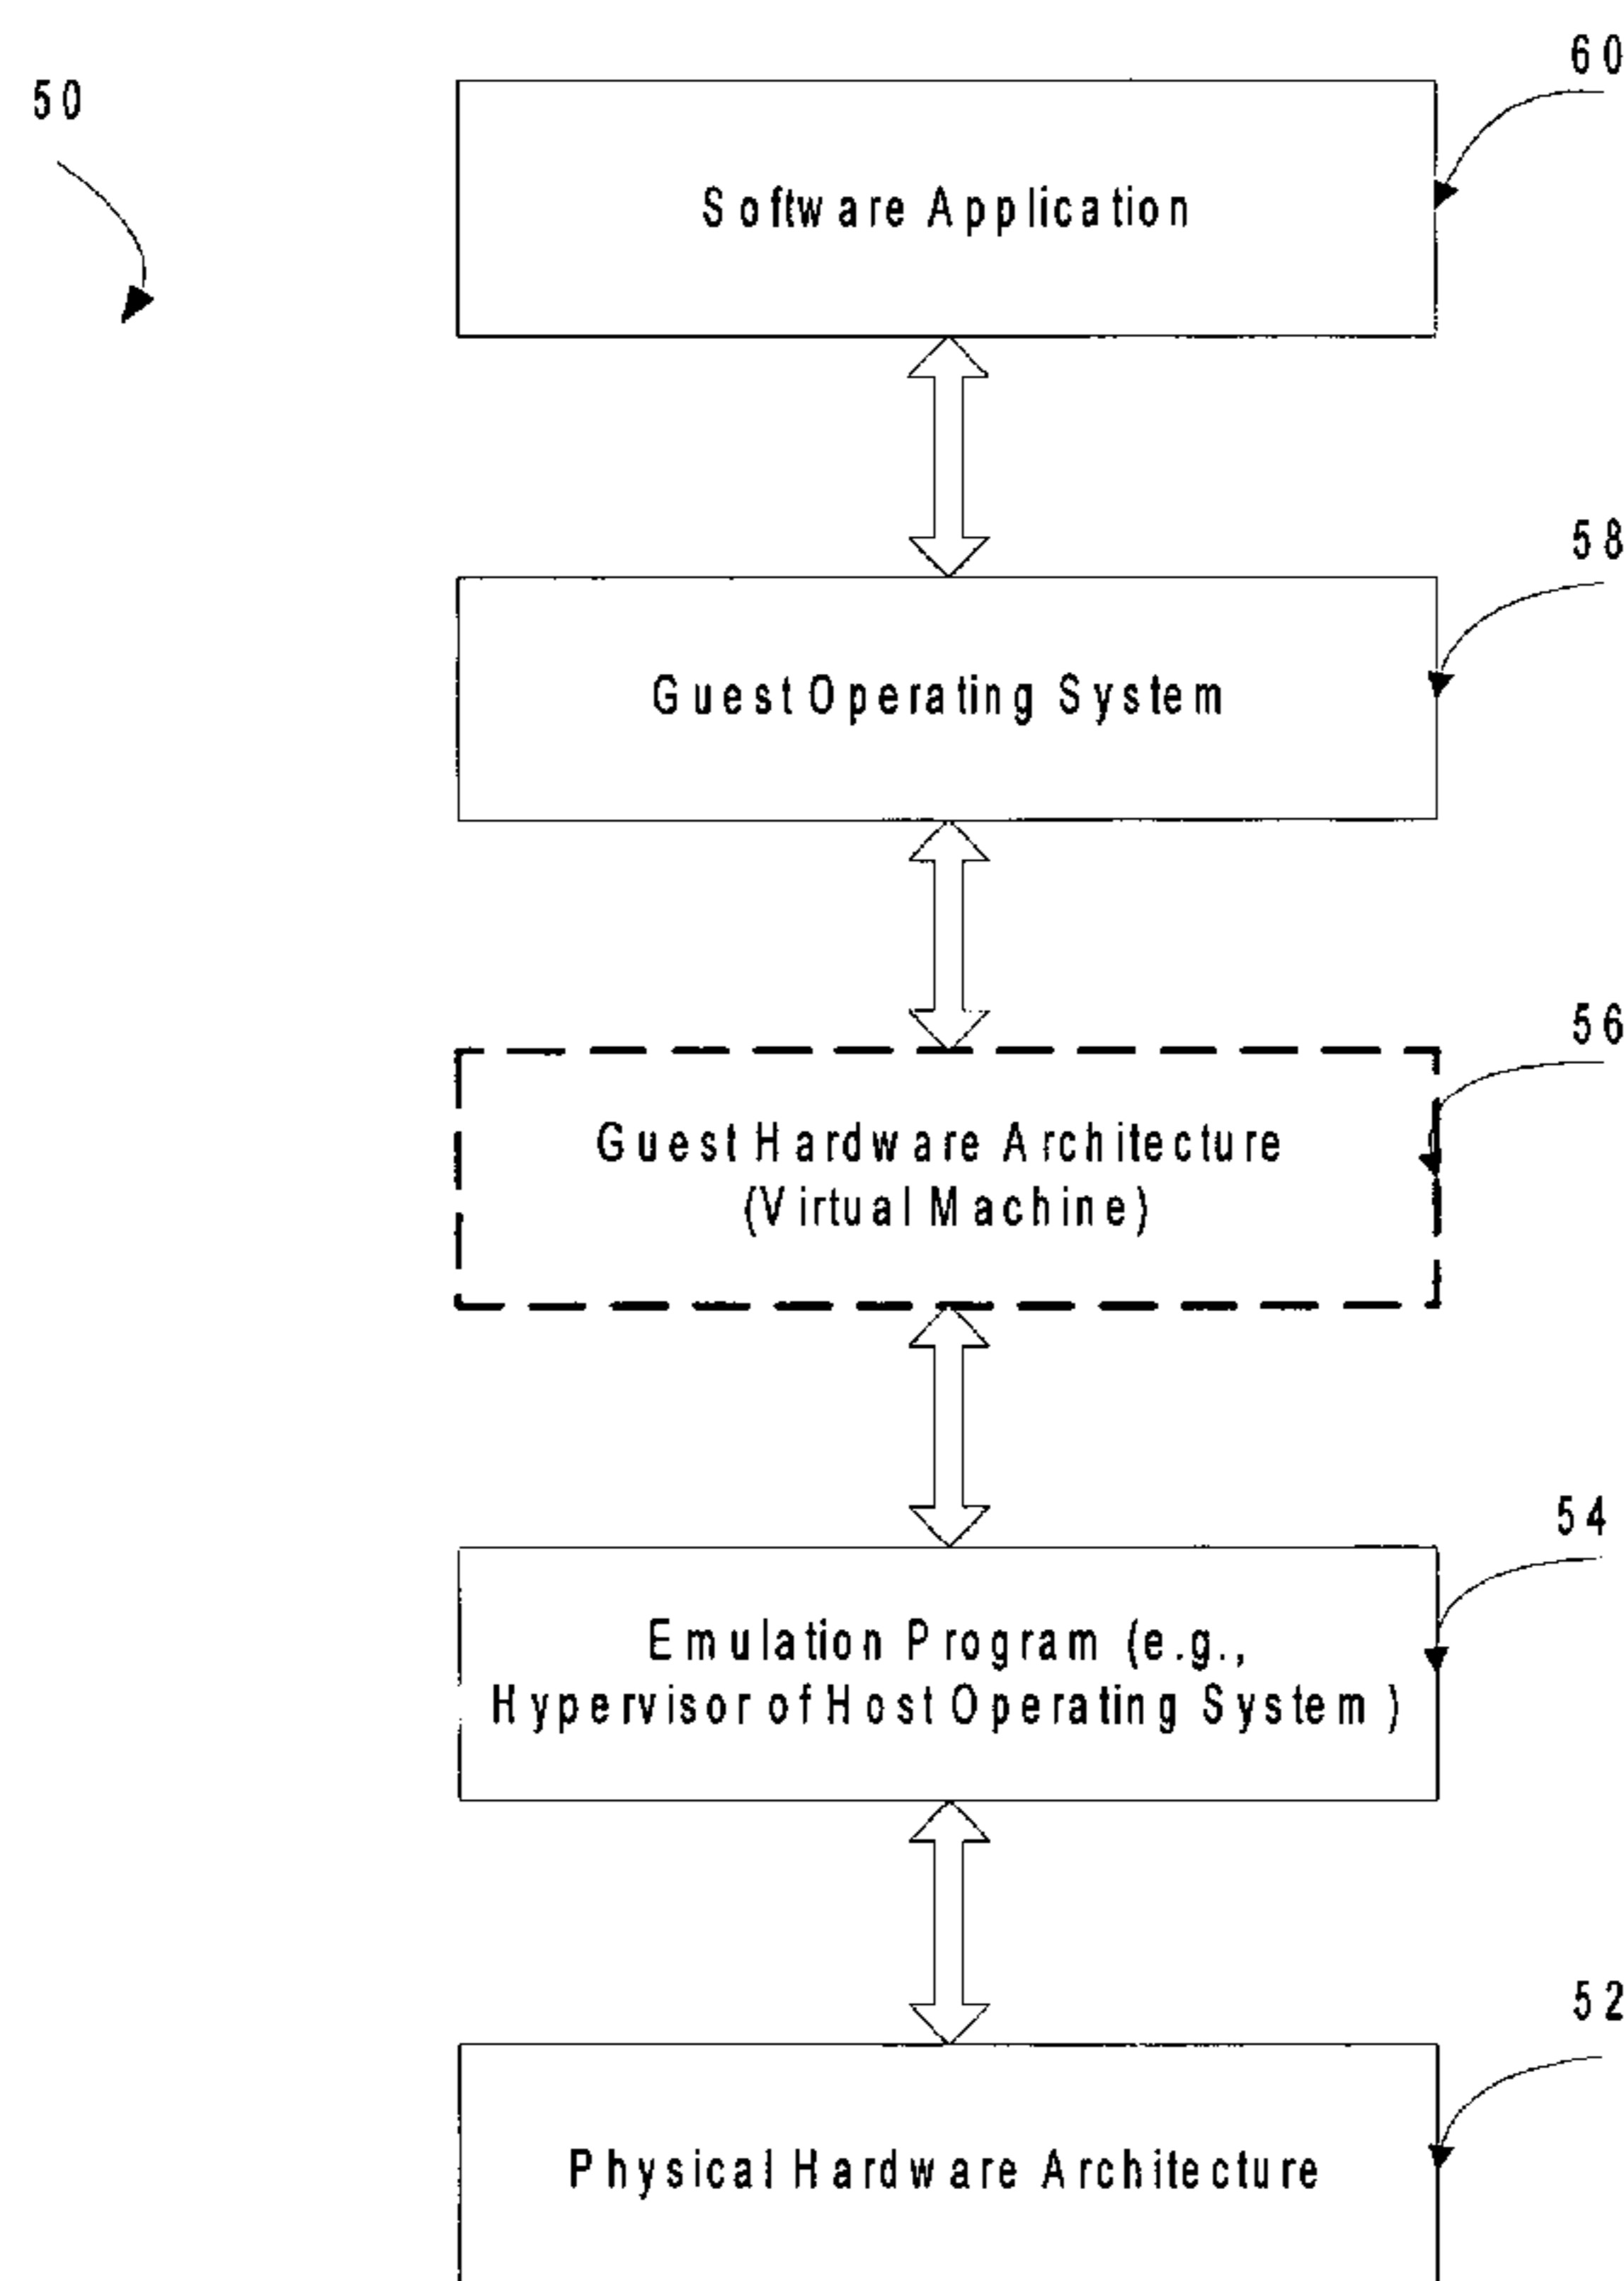 50
60
Software Application
58
Guest Operating System
56
Guest Hardware Architecture
(Virtual Machine)
54
Emulation Program (e.g.,
Hypervisor of Host Operating System)
52
Physical Hardware Architecture